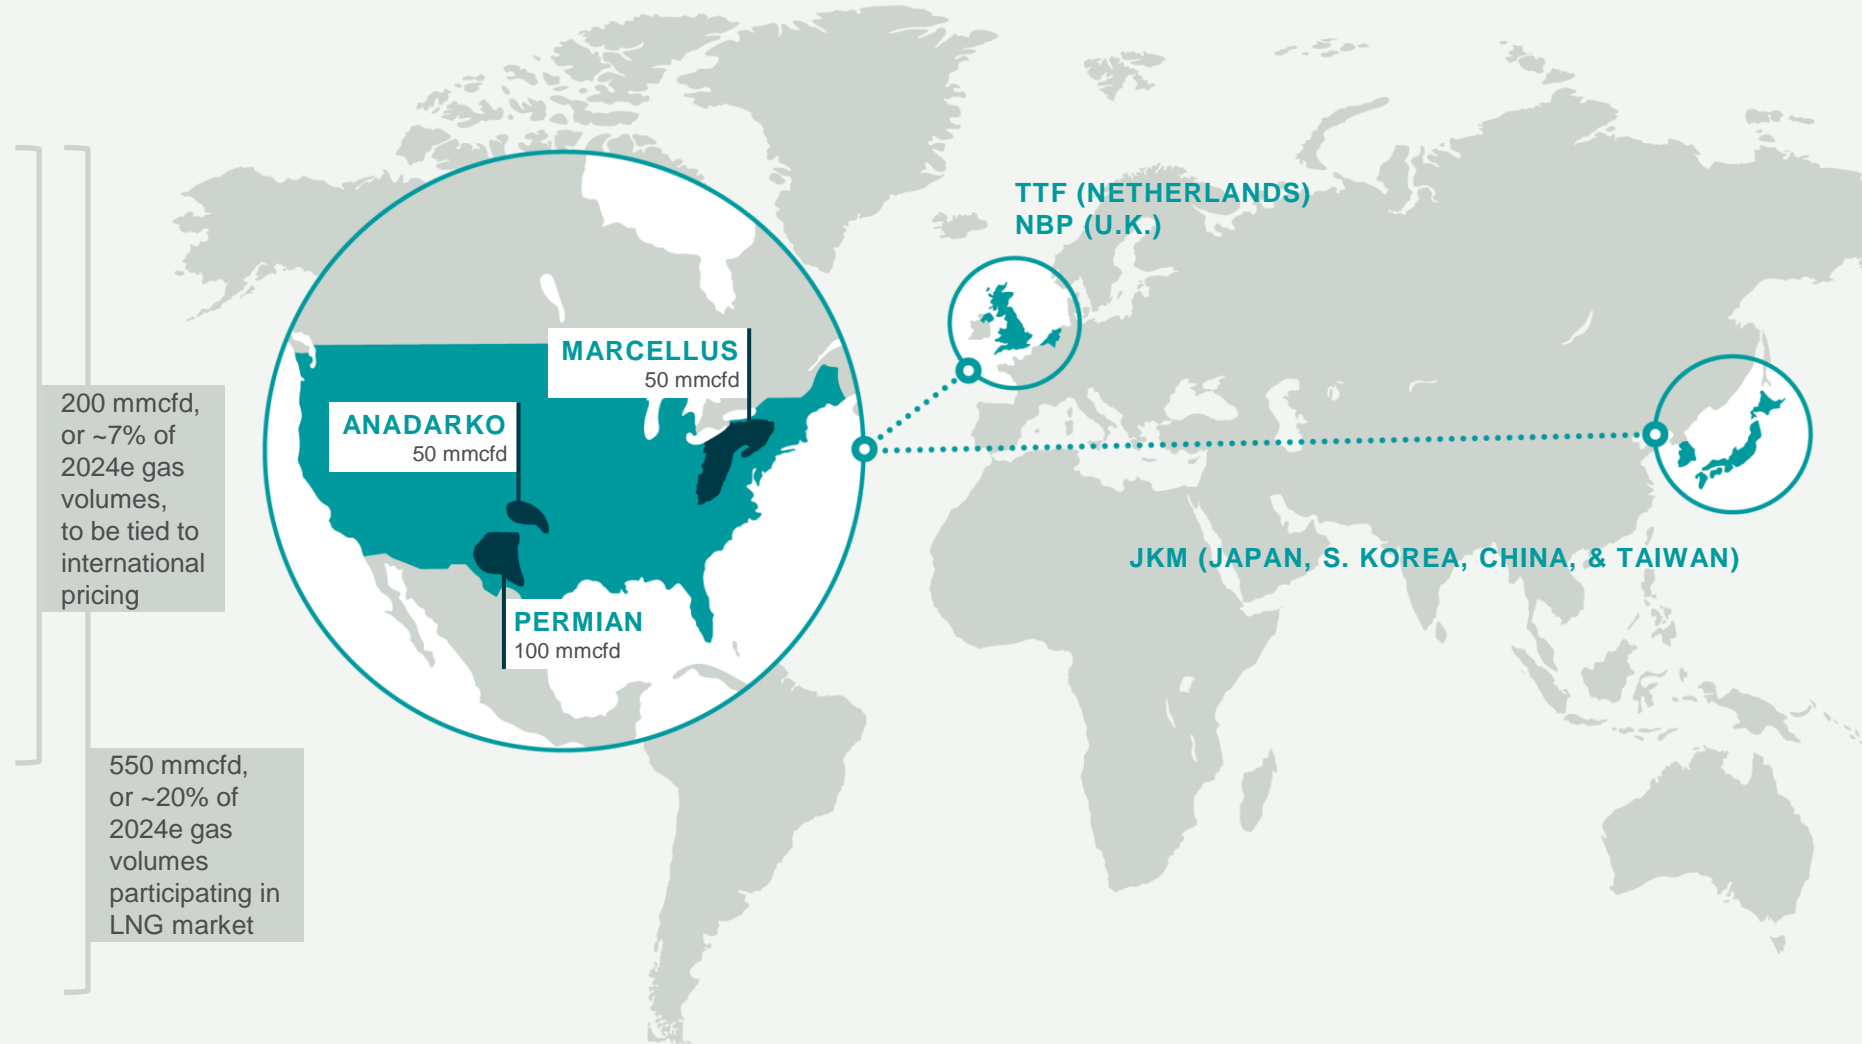 TTF (NETHERLANDS)
NBP (U.K.)
MARCELLUS
50 mmcfd
ANADARKO
50 mmcfd
PERMIAN
100 mmcfd
JKM (JAPAN, S. KOREA, CHINA, & TAIWAN)
200 mmcfd,
or ~7% of
2024e gas
volumes,
to be tied to
international
pricing
550 mmcfd,
or ~20% of
2024e gas
volumes
participating in
LNG market